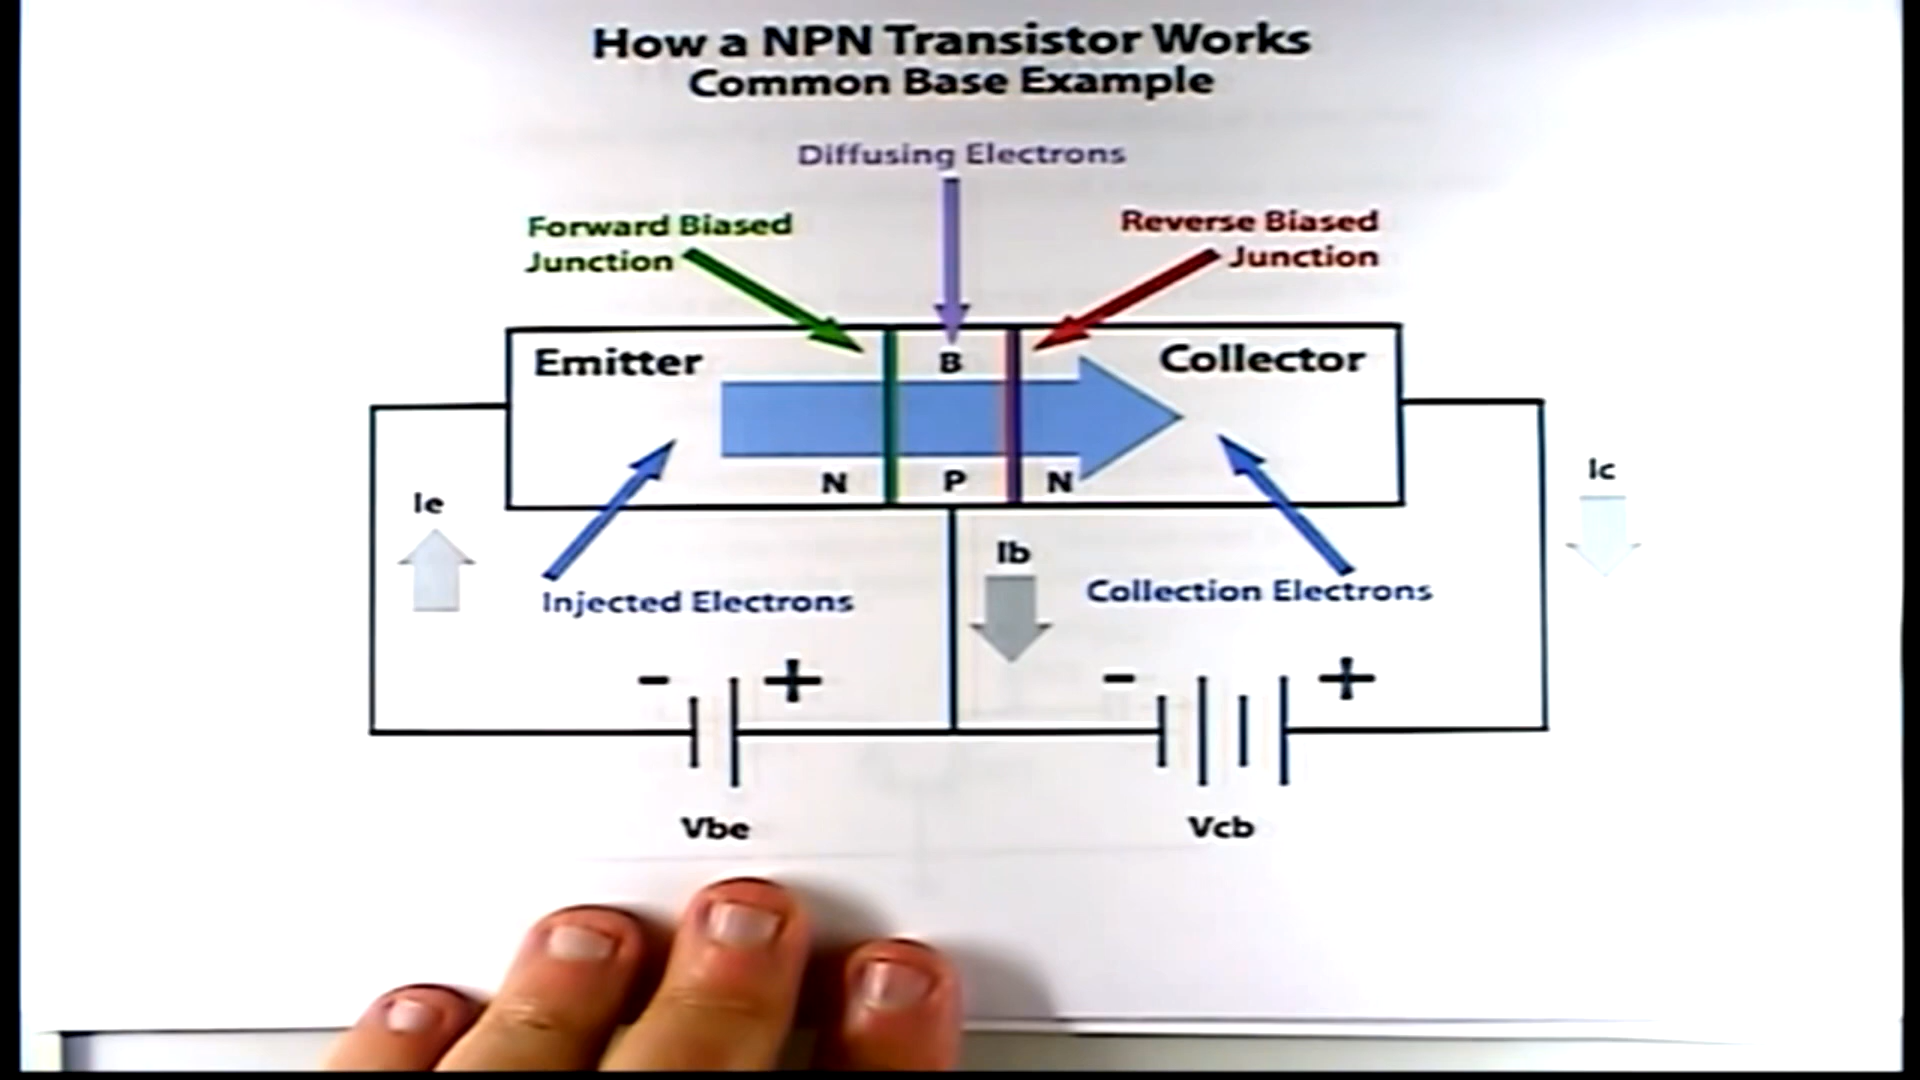 How a NPN Transistor Works
Common Base Example
Diffusing Electrons
Forward Biased
Junction
Reverse Biased
Junction
Emitter
B
Collector
N
P
N
Ie
Ic
Ib
Injected Electrons
Collection Electrons
- +
- +
Vbe
Vcb